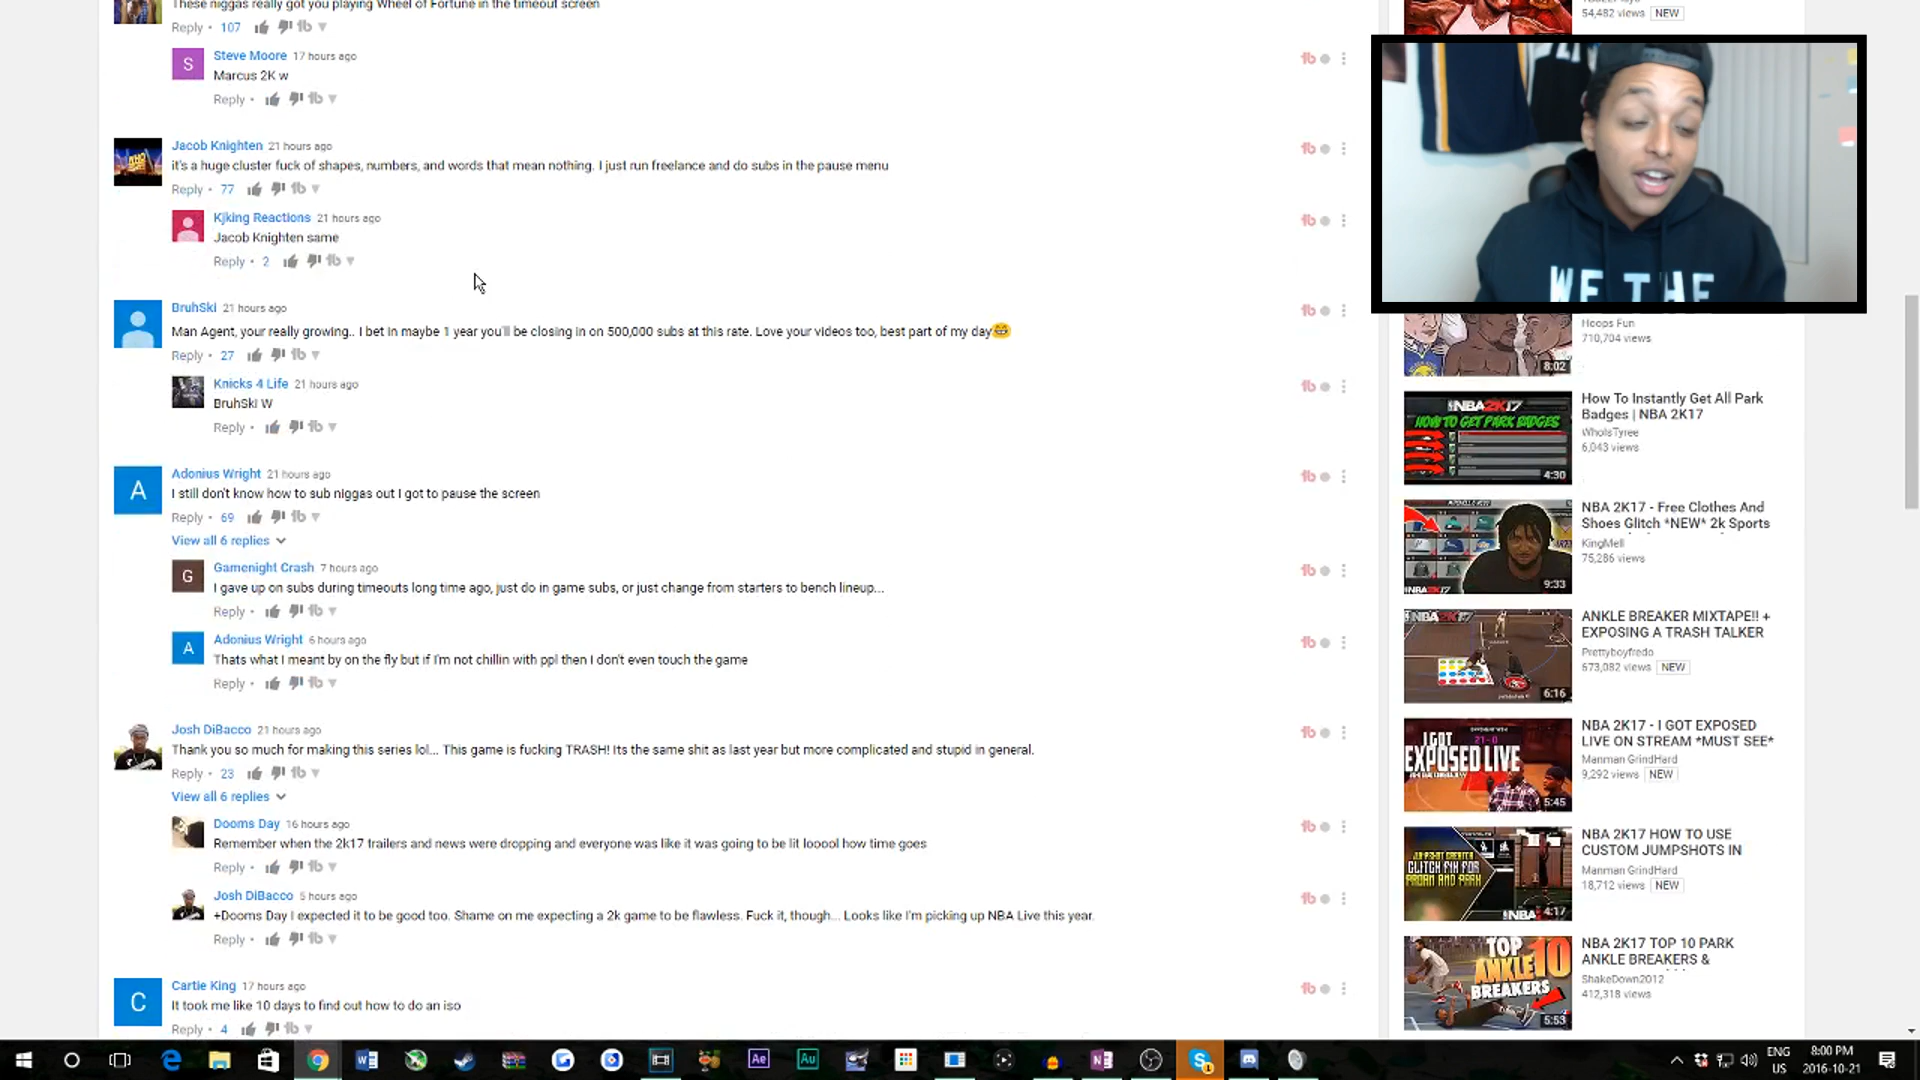 These niggas really got you playing Wheel of Fortune in the timeout screen
Reply • 107
Steve Moore 17 hours ago
S
Marcus 2K w
Reply •
Jacob Knighten 21 hours ago
it's a huge cluster fuck of shapes, numbers, and words that mean nothing. I just run freelance and do subs in the pause menu
Reply • 77
Kjking Reactions 21 hours ago
Jacob Knighten same
Reply • 2
BruhSki 21 hours ago
Man Agent, your really growing.. I bet in maybe 1 year you'll be closing in on 500,000 subs at this rate. Love your videos too, best part of my day😁
Reply • 27
Knicks 4 Life 21 hours ago
BruhSki W
Reply •
Adonius Wright 21 hours ago
A
I still don't know how to sub niggas out I got to pause the screen
Reply • 69
View all 6 replies
Gamenight Crash 7 hours ago
G
I gave up on subs during timeouts long time ago, just do in game subs, or just change from starters to bench lineup...
Reply •
Adonius Wright 6 hours ago
A
Thats what I meant by on the fly but if I'm not chillin with ppl then I don't even touch the game
Reply •
Josh DiBacco 21 hours ago
Thank you so much for making this series lol... This game is fucking TRASH! Its the same shit as last year but more complicated and stupid in general.
Reply • 23
View all 6 replies
Dooms Day 16 hours ago
Remember when the 2k17 trailers and news were dropping and everyone was like it was going to be lit looool how time goes
Reply •
Josh DiBacco 5 hours ago
+Dooms Day I expected it to be good too. Shame on me expecting a 2k game to be flawless. Fuck it, though... Looks like I'm picking up NBA Live this year.
Reply •
Cartie King 17 hours ago
C
It took me like 10 days to find out how to do an iso
Reply • 4
54,482 views NEW
WE THE
Hoops Fun
710,704 views
8:02
NBA2K17
HOW TO GET PARK BADGES
4:30
How To Instantly Get All Park
Badges | NBA 2K17
WhoIsTyree
6,043 views
NBA2K17
9:33
NBA 2K17 - Free Clothes And
Shoes Glitch *NEW* 2k Sports
KingMell
75,286 views
NBA2K17
6:16
ANKLE BREAKER MIXTAPE!! +
EXPOSING A TRASH TALKER
Prettyboyfredo
673,082 views NEW
21-0
I GOT
EXPOSED LIVE
5:45
NBA 2K17 - I GOT EXPOSED
LIVE ON STREAM *MUST SEE*
Manman GrindHard
9,292 views NEW
JUMPSHOT CREATOR
GLITCH FIX FOR
PROAM AND PARK
NBA2K
4:17
NBA 2K17 HOW TO USE
CUSTOM JUMPSHOTS IN
Manman GrindHard
18,712 views NEW
TOP 10
ANKLE
BREAKERS
5:53
NBA 2K17 TOP 10 PARK
ANKLE BREAKERS &
ShakeDown2012
412,318 views
Ae
Au
ENG
US
8:00 PM
2016-10-21